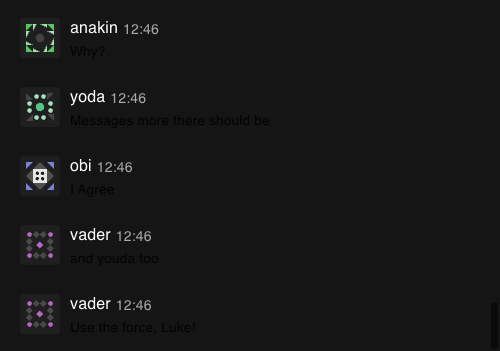 anakin 12:46
Why?
yoda 12:46
Messages more there should be
obi 12:46
I Agree
vader 12:46
and youda too
vader 12:46
Use the force, Luke!